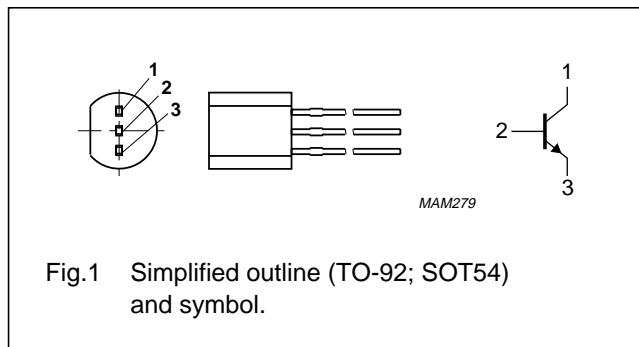 1
2
3
1
2
3
MAM279
Fig.1 Simplified outline (TO-92; SOT54)
and symbol.